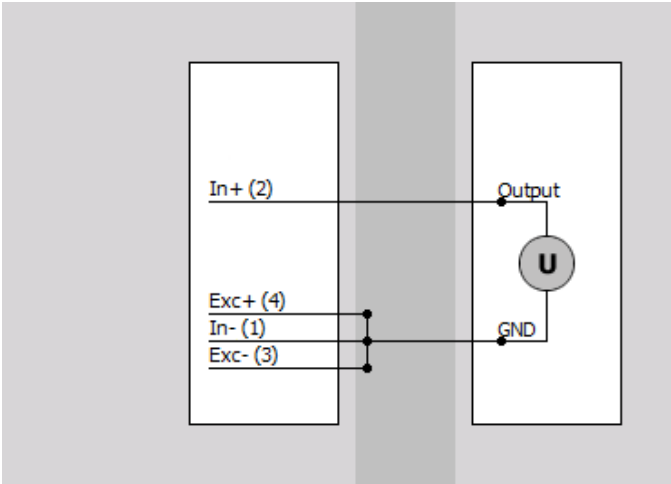 In+ (2)
Output
U
Exc+ (4)
In- (1)
GND
Exc- (3)